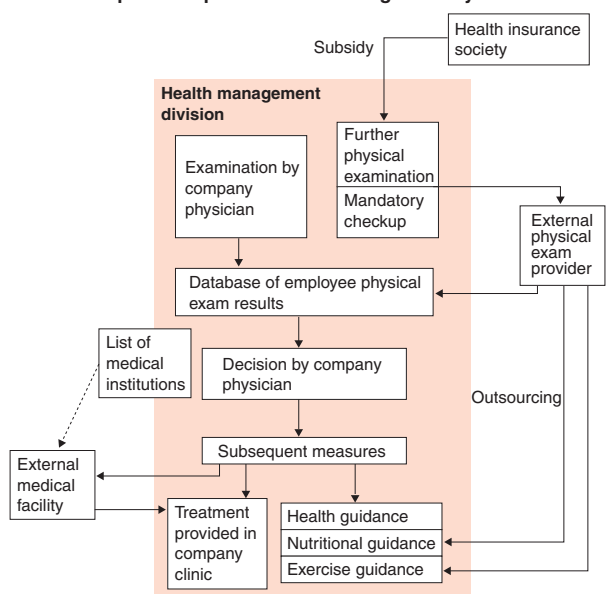 Health insurance
society
Subsidy
Health management
division
Further
physical
examination
Mandatory
checkup
Examination by
company
physician
External
physical
exam
provider
Database of employee physical
exam results
List of
medical
institutions
Decision by company
physician
Outsourcing
Subsequent measures
External
medical
facility
Treatment
provided in
company
clinic
Health guidance
Nutritional guidance
Exercise guidance